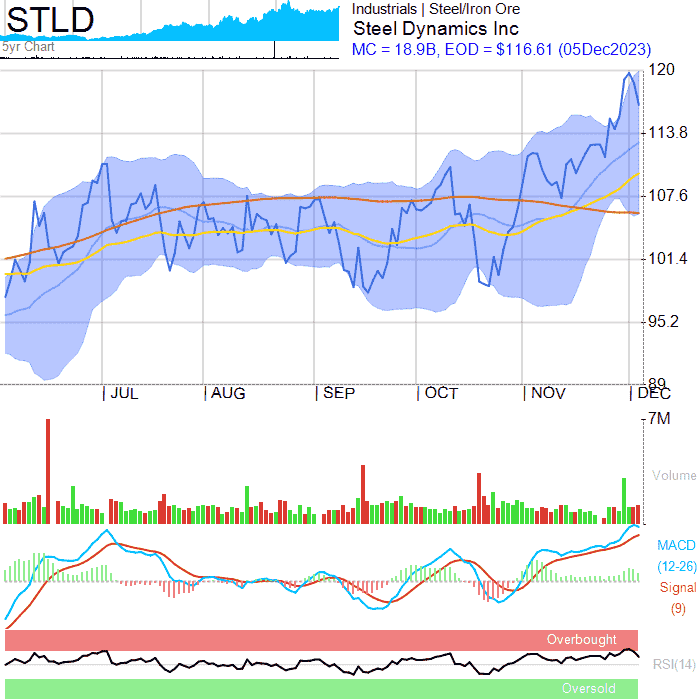 STLD
Industrials | Steel/Iron Ore
Steel Dynamics Inc
MC = 18.9B, EOD = $116.61 (05Dec2023)
5yr Chart
120
113.8
107.6
101.4
95.2
89
JUL AUG SEP OCT NOV DEC
7M
Volume
MACD
(12-26)
Signal
(9)
Overbought
RSI(14)
Oversold